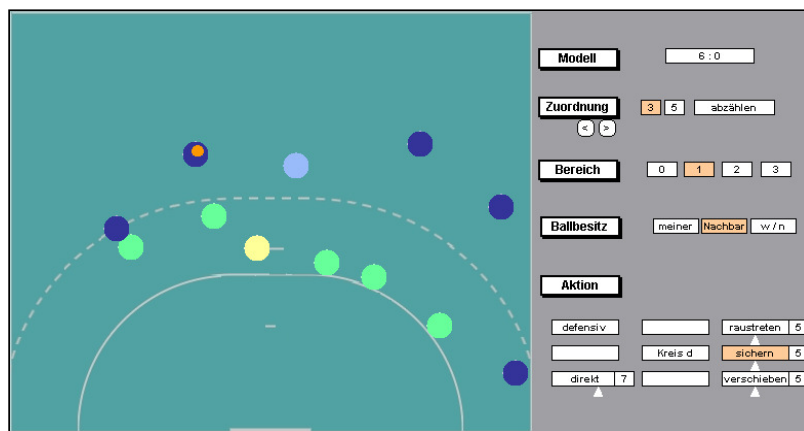 Modell 6 : 0
Zuordnung 3 5 abzählen
< >
Bereich 0 1 2 3
Ballbesitz meiner Nachbar w / n
Aktion
defensiv raustreten 5
Kreis d sichern 5
direkt 7 verschieben 5